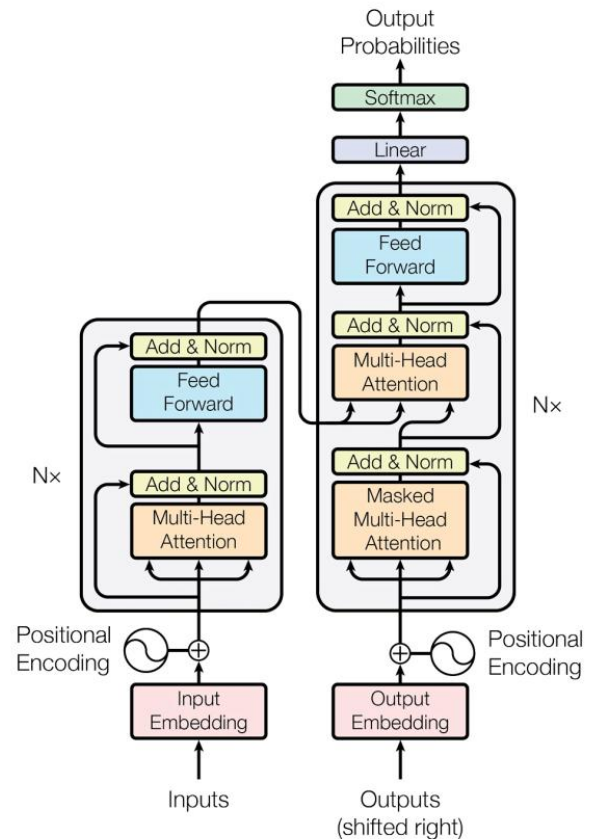 Output
Probabilities
Softmax
Linear
Add & Norm
Feed
Forward
Add & Norm
Multi-Head
Attention
Nx
Add & Norm
Masked
Multi-Head
Attention
Add & Norm
Feed
Forward
Nx
Add & Norm
Multi-Head
Attention
Positional
Encoding
Positional
Encoding
Input
Embedding
Output
Embedding
Inputs
Outputs
(shifted right)